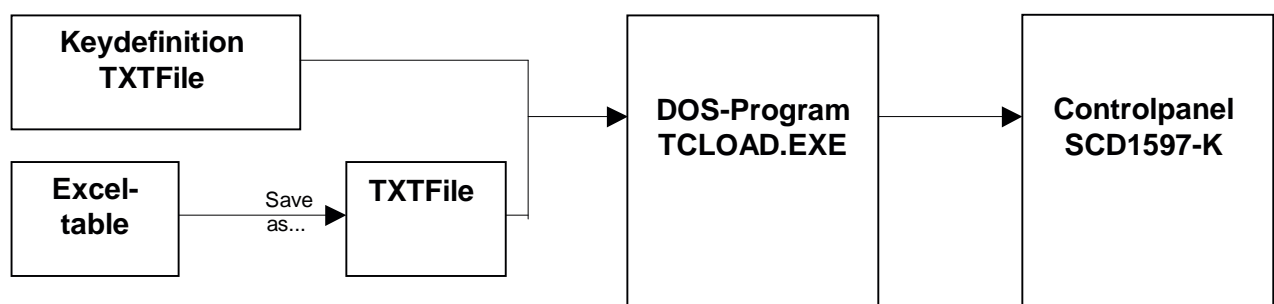 Keydefinition
TXTFile
DOS-Program
TCLOAD.EXE
Controlpanel
SCD1597-K
Excel-
table
Save
as...
TXTFile